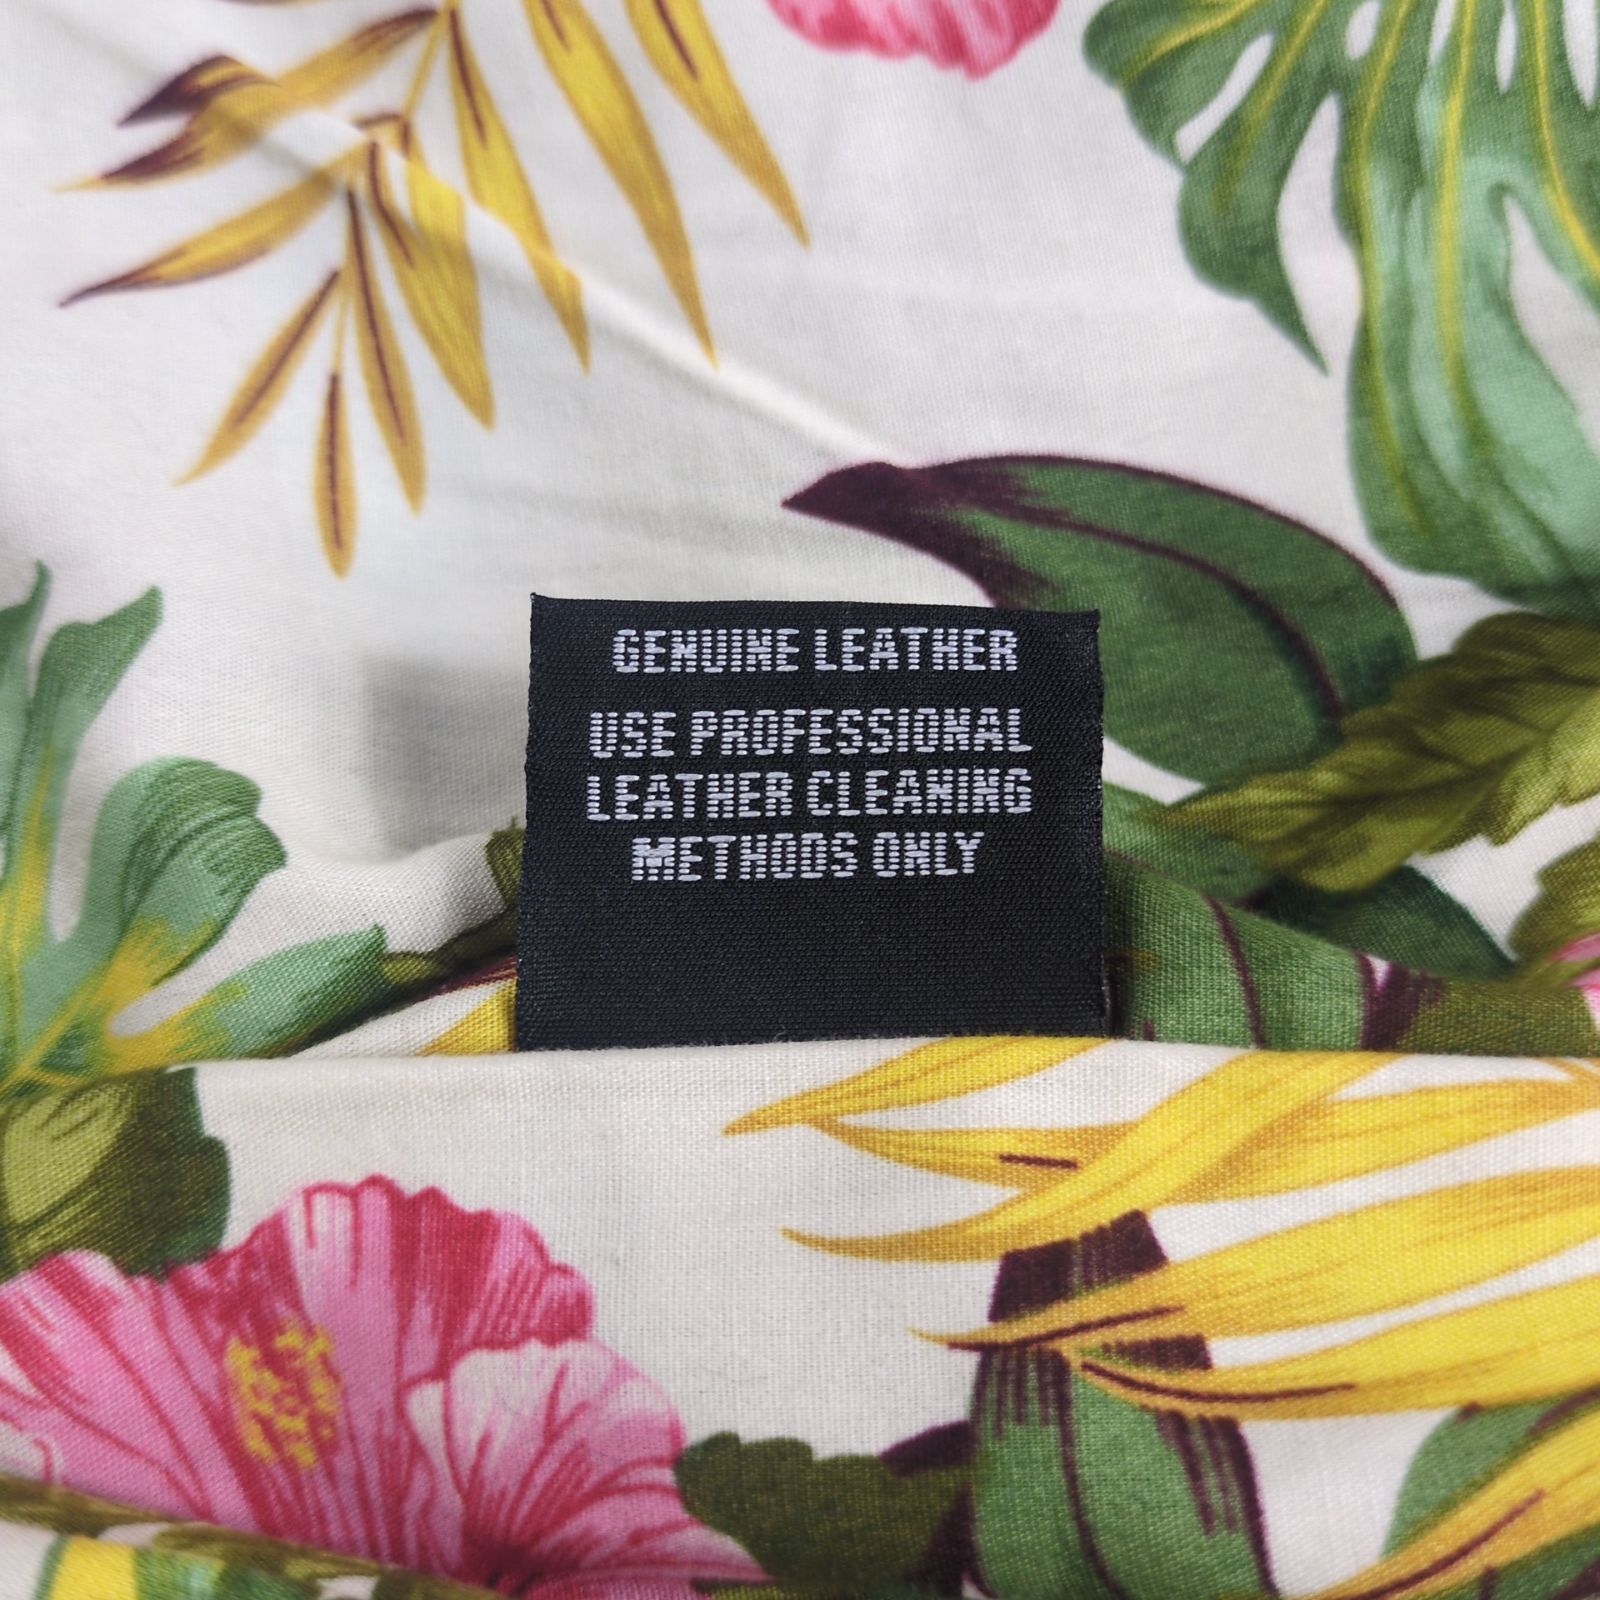 GENUINE LEATHER
USE PROFESSIONAL
LEATHER CLEANING
METHODS ONLY